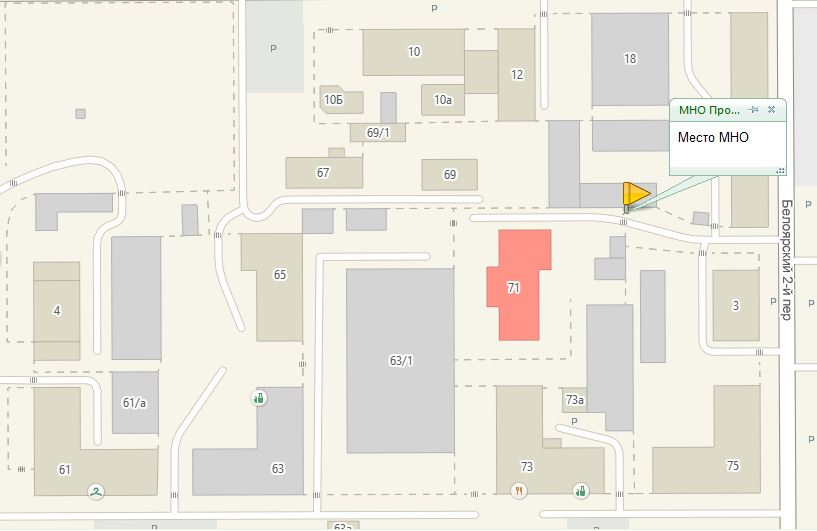 P
P
10
18
12
10Б
10а
МНО Про...
69/1
Место МНО
67
69
P
Белоярский 2-й пер
65
71
4
3
P
P
63/1
61/а
73а
P
P
61
63
73
75
P
63а
P